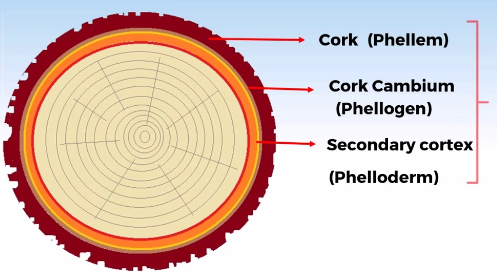 Cork (Phellem)
Cork Cambium
(Phellogen)
Secondary cortex
(Phelloderm)